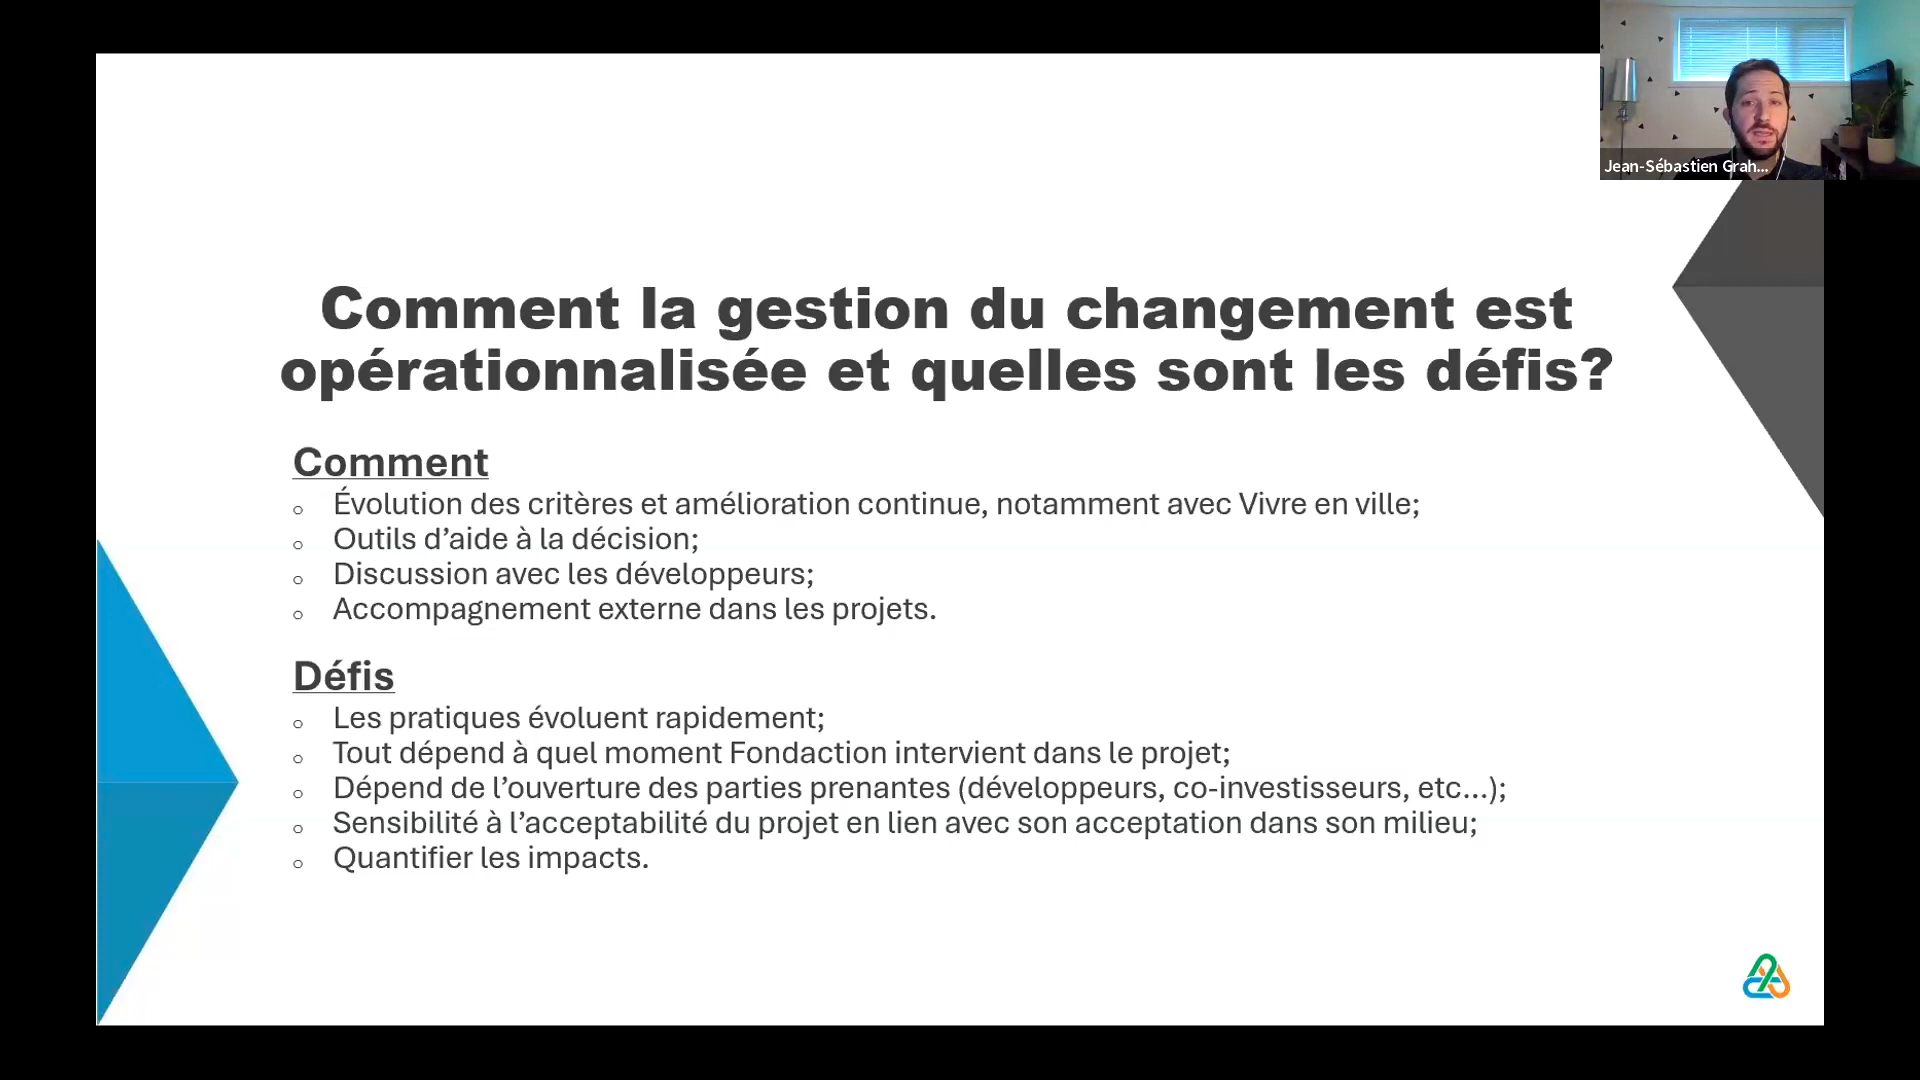 Jean-Sébastien Grah...
Comment la gestion du changement est
opérationnalisée et quelles sont les défis?
Comment
o Évolution des critères et amélioration continue, notamment avec Vivre en ville;
o Outils d’aide à la décision;
o Discussion avec les développeurs;
o Accompagnement externe dans les projets.
Défis
o Les pratiques évoluent rapidement;
o Tout dépend à quel moment Fondaction intervient dans le projet;
o Dépend de l’ouverture des parties prenantes (développeurs, co-investisseurs, etc...);
o Sensibilité à l’acceptabilité du projet en lien avec son acceptation dans son milieu;
o Quantifier les impacts.